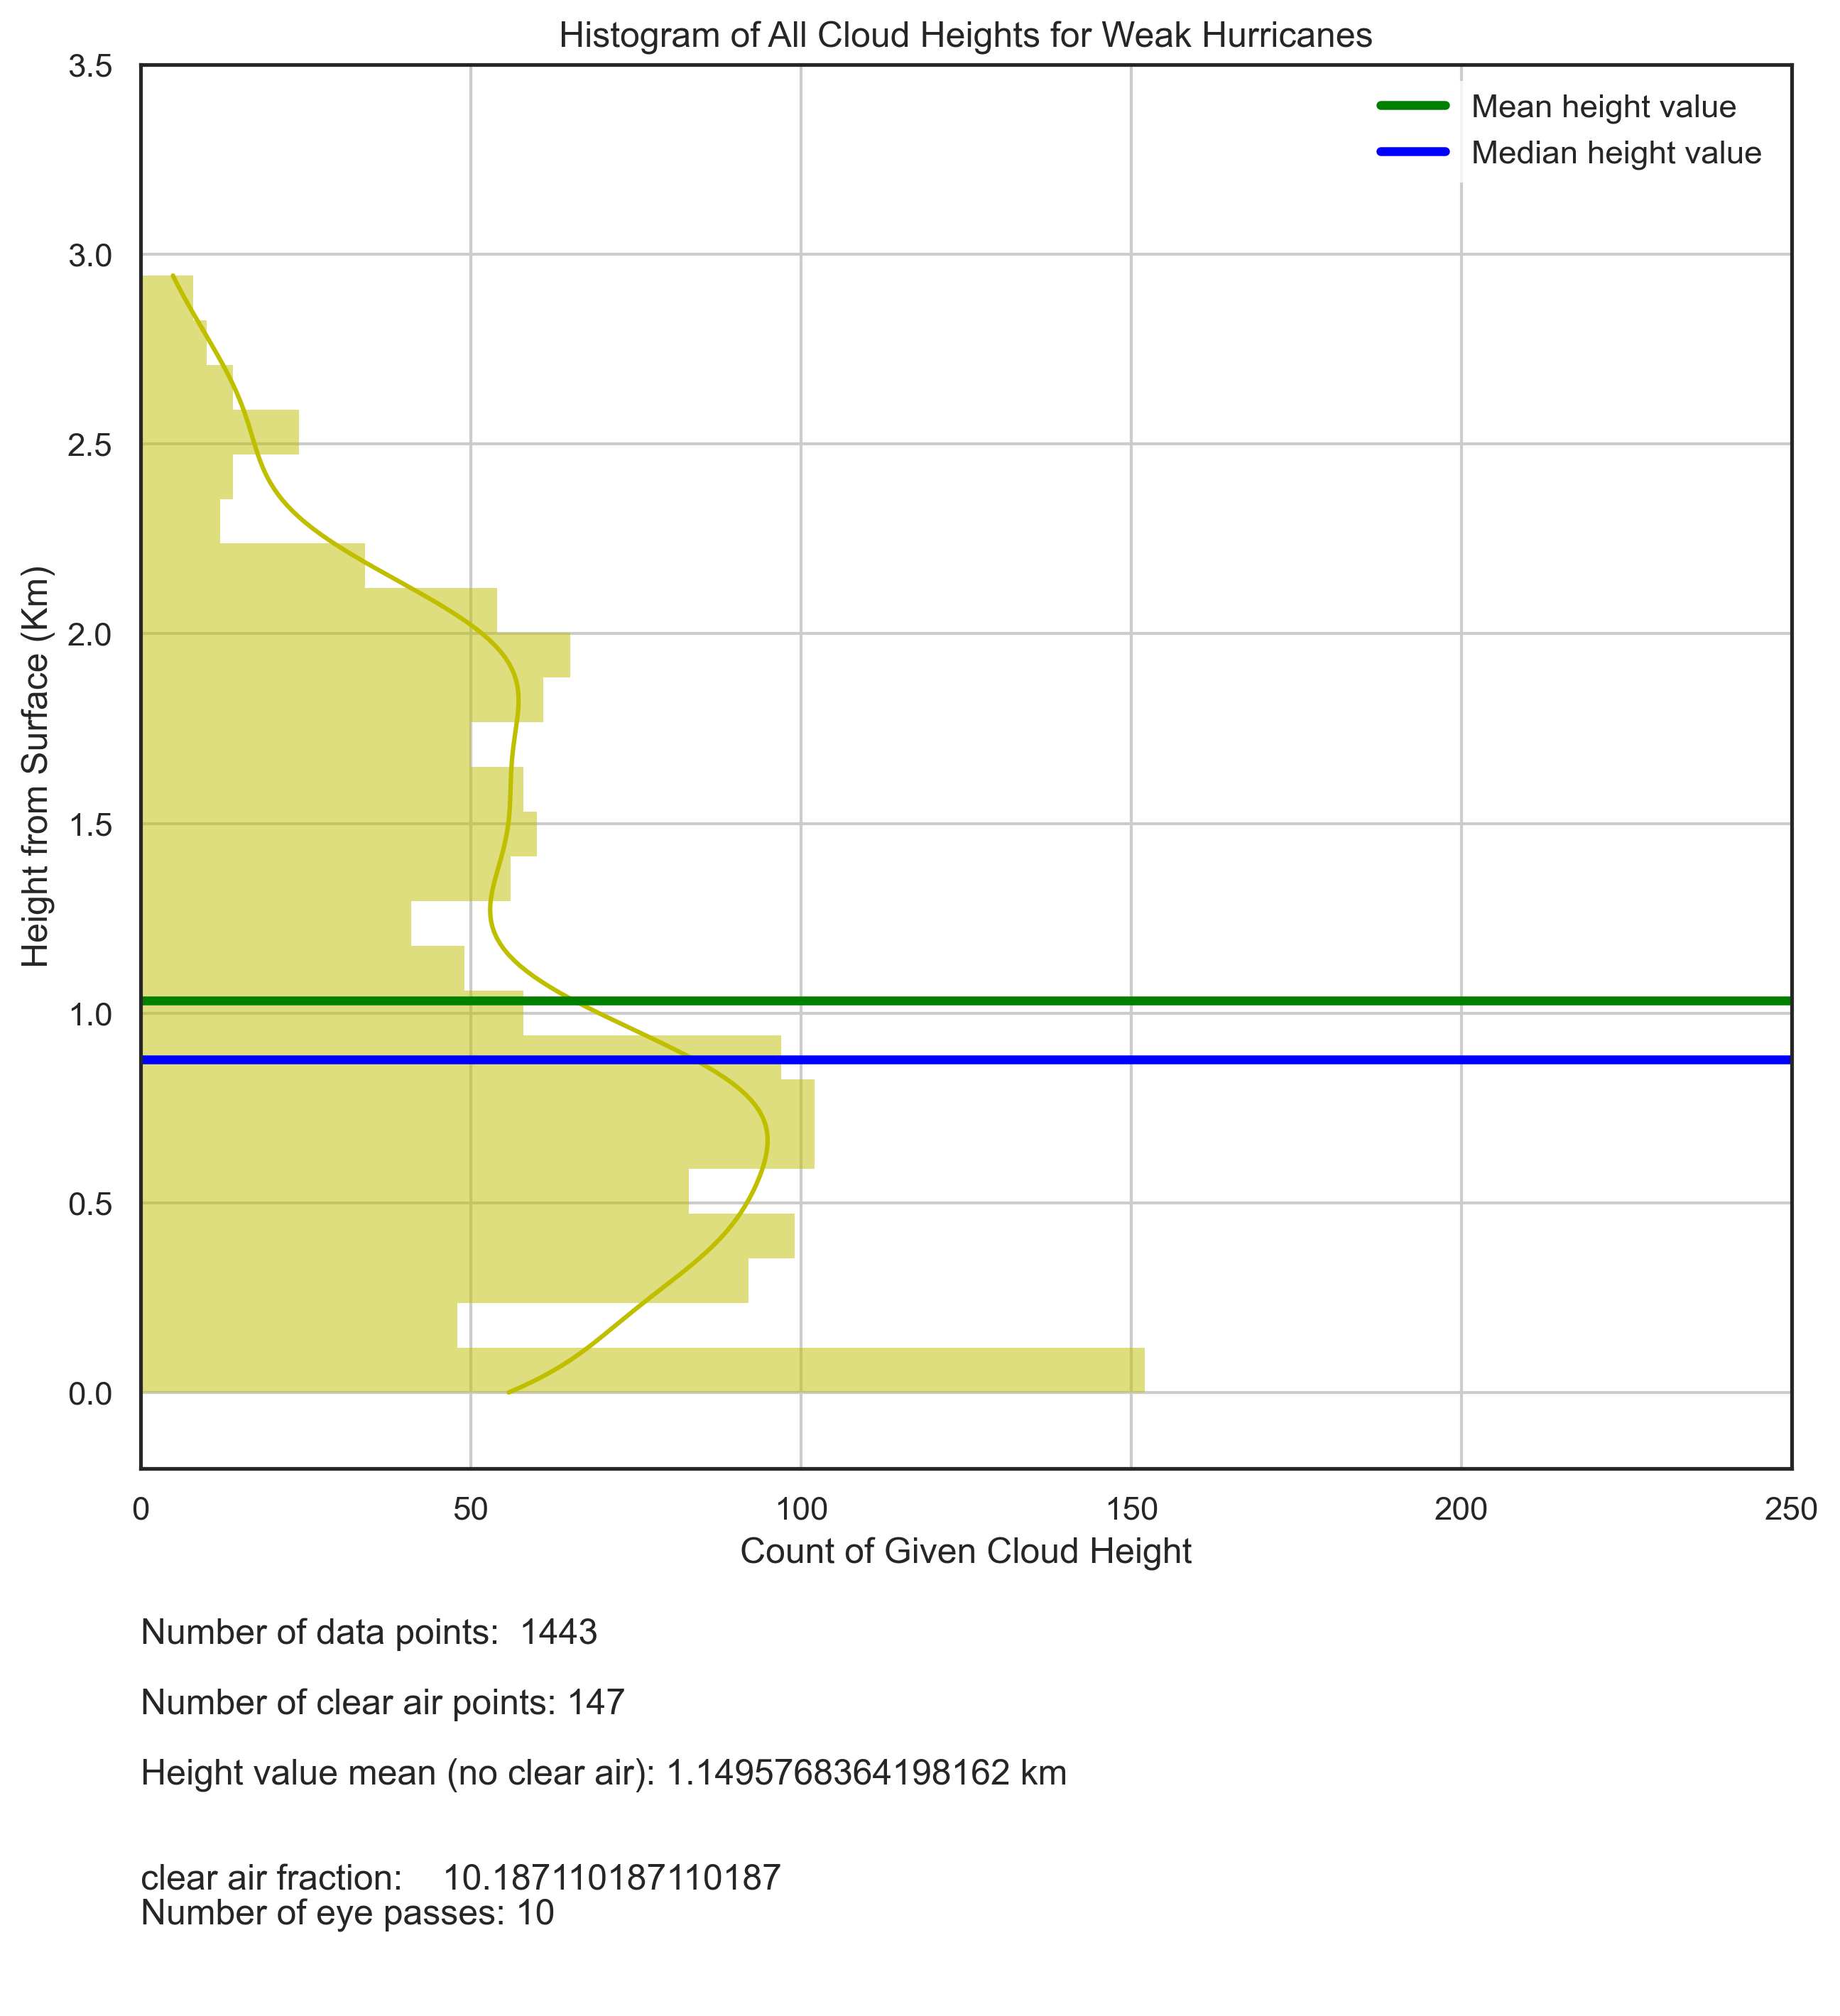 Histogram of All Cloud Heights for Weak Hurricanes
3.5
3.0
2.5
2.0
1.5
1.0
0.5
0.0
Height from Surface (Km)
Mean height value
Median height value
0 50 100 150 200 250
Count of Given Cloud Height
Number of data points: 1443
Number of clear air points: 147
Height value mean (no clear air): 1.1495768364198162 km
clear air fraction: 10.187110187110187
Number of eye passes: 10